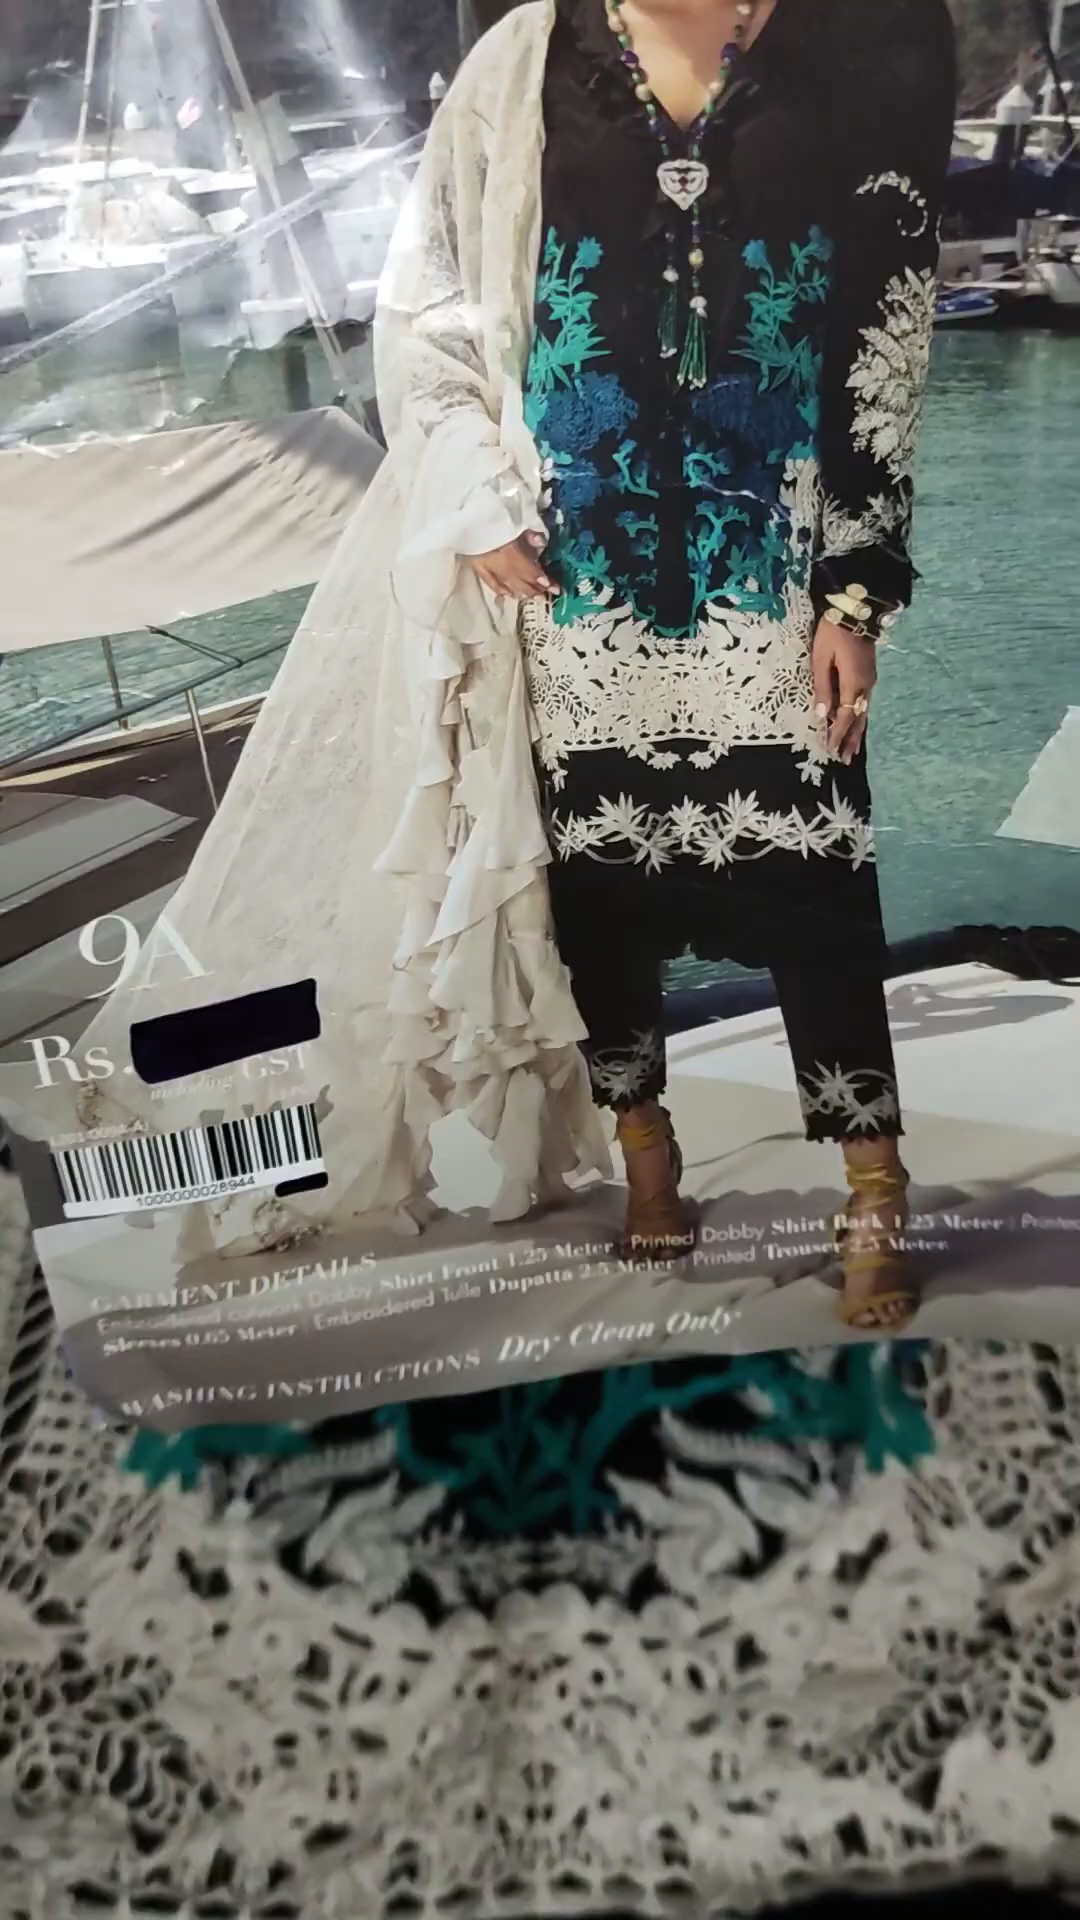 9A
Rs.
including GST
1000000028944
GARMENT DETAILS
Embroidered Cutwork Dobby Shirt Front 1.25 Meter | Printed Dobby Shirt Back 1.25 Meter | Printed
Sleeves 0.65 Meter | Embroidered Tulle Dupatta 2.5 Meter | Printed Trouser 2.5 Meter
WASHING INSTRUCTIONS Dry Clean Only